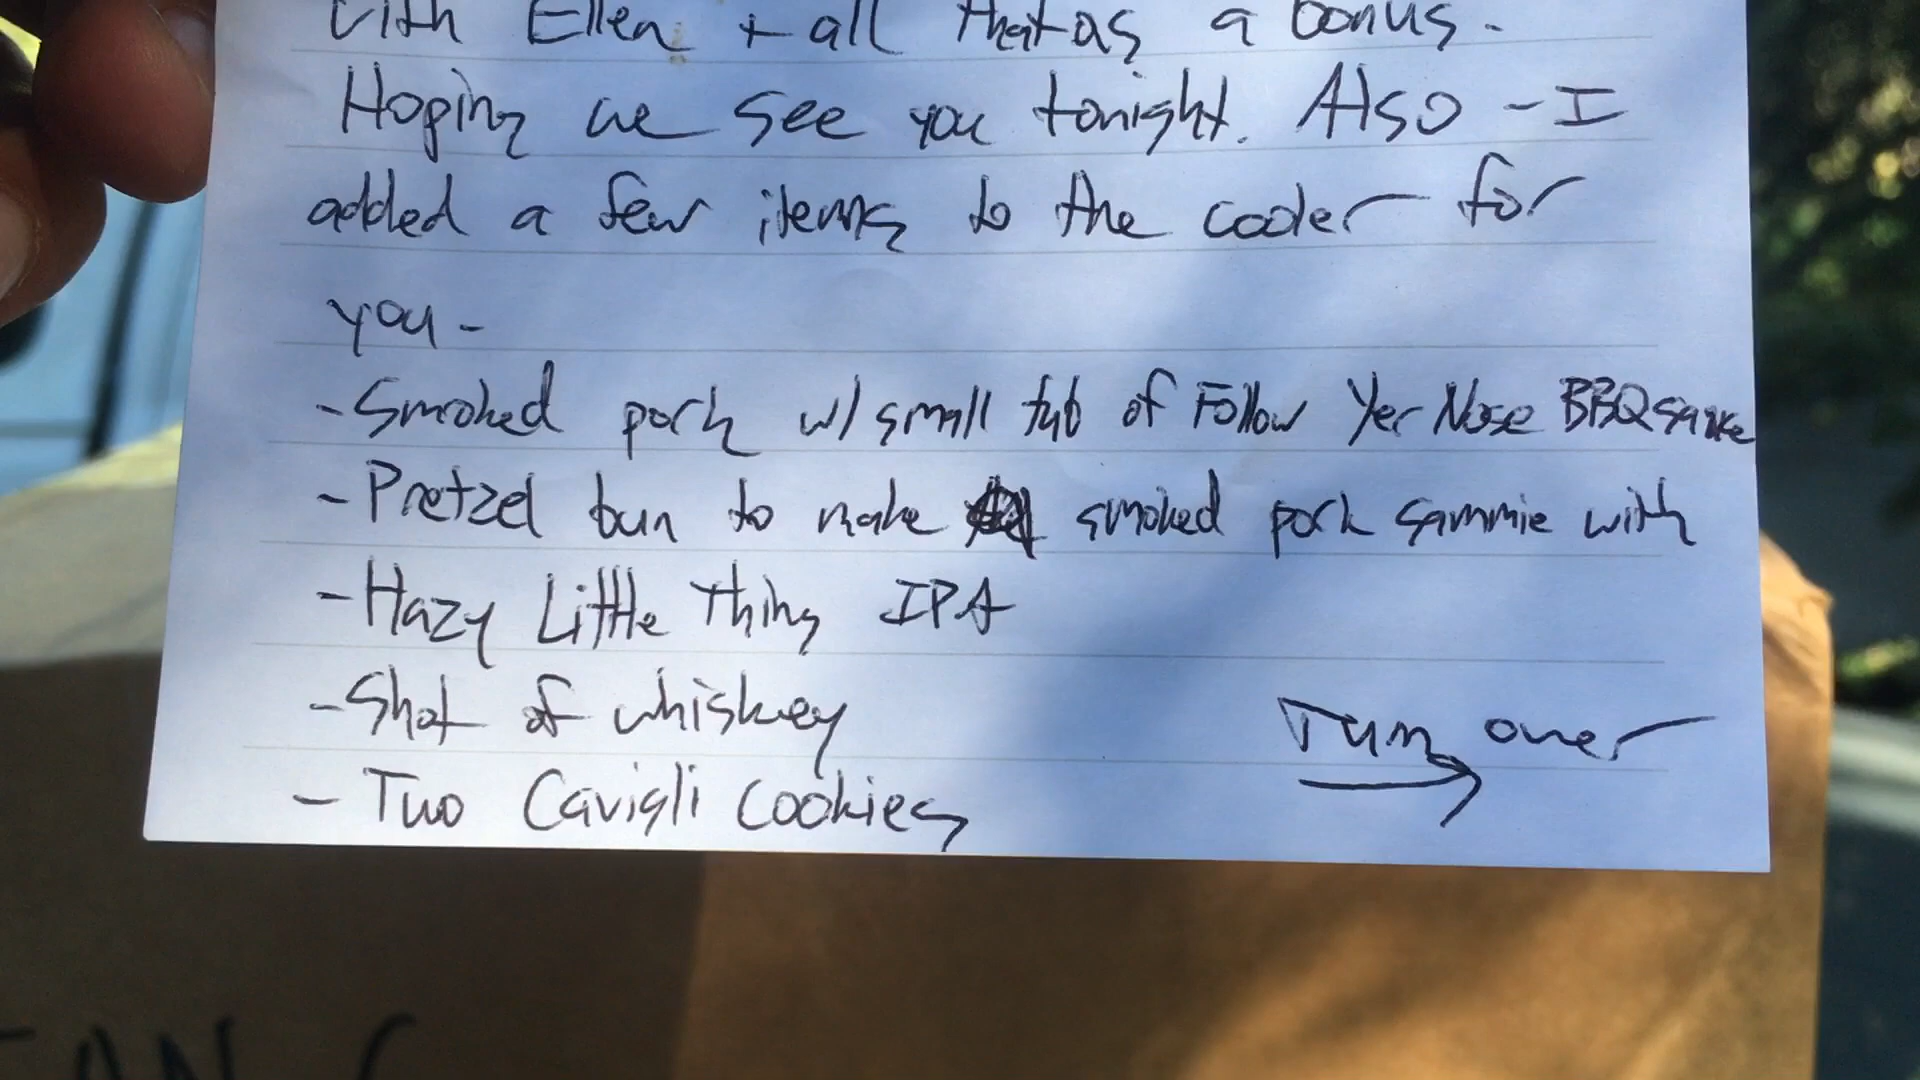 with Ellen + all that as a bonus.
Hoping we see you tonight. Also - I
added a few items to the cooler for
you -
- Smoked pork w/ small tub of Follow Yer Nose BBQ sauce
- Pretzel bun to make smoked pork sammie with
- Hazy Little Thing IPA
- Shot of whiskey
- Two Cavigli Cookies
Turn over